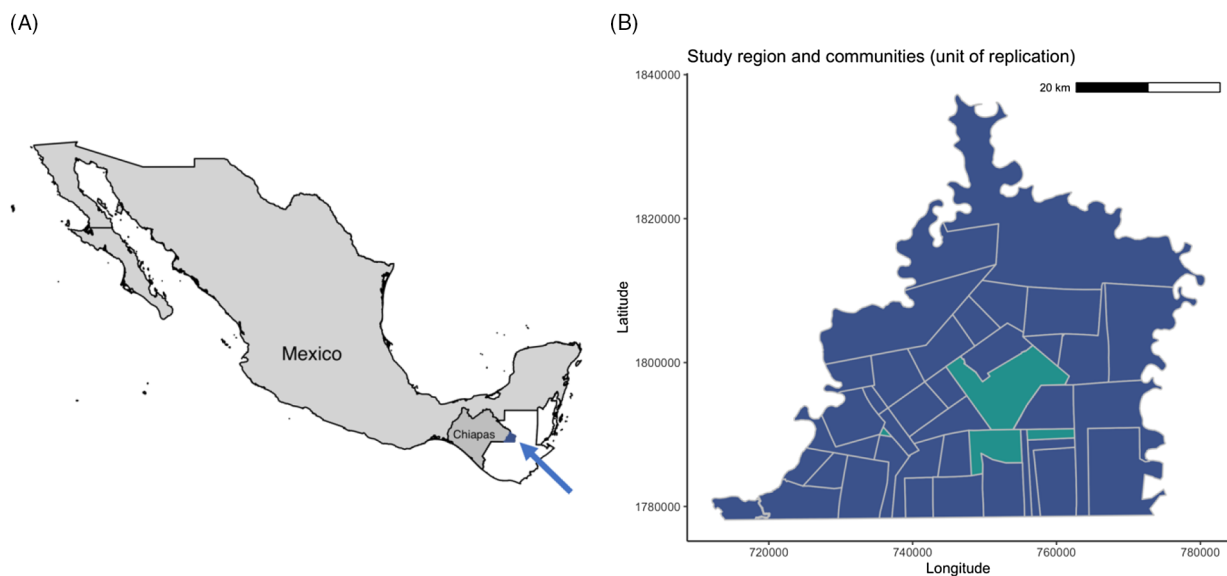 (A)
Mexico
Chiapas
(B)
Study region and communities (unit of replication)
20 km
Latitude
1840000
1820000
1800000
1780000
720000
740000
760000
780000
Longitude